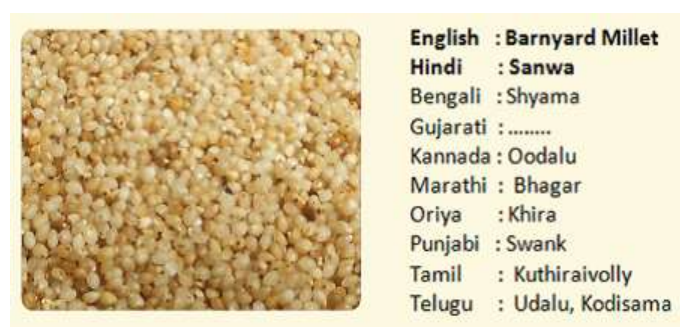 English : Barnyard Millet
Hindi : Sanwa
Bengali : Shyama
Gujarati : ........
Kannada : Oodalu
Marathi : Bhagar
Oriya : Khira
Punjabi : Swank
Tamil : Kuthiraivolly
Telugu : Udalu, Kodisama